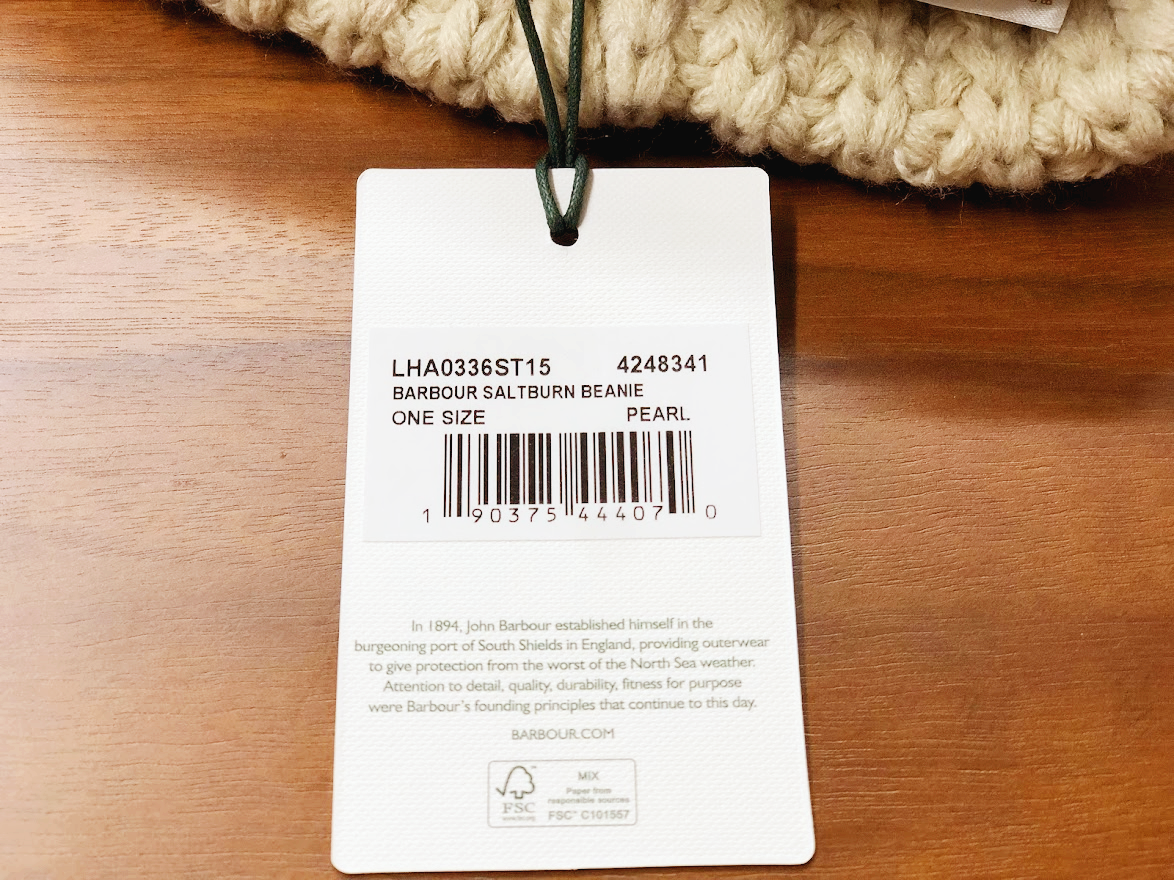 LHA0336ST15 4248341
BARBOUR SALTBURN BEANIE
ONE SIZE PEARL
1 90375 44407 0
In 1894, John Barbour established himself in the
burgeoning port of South Shields in England, providing outerwear
to give protection from the worst of the North Sea weather.
Attention to detail, quality, durability, fitness for purpose
were Barbour's founding principles that continue to this day.
BARBOUR.COM
MIX
Paper from
responsible sources
FSC™ C101557
FSC